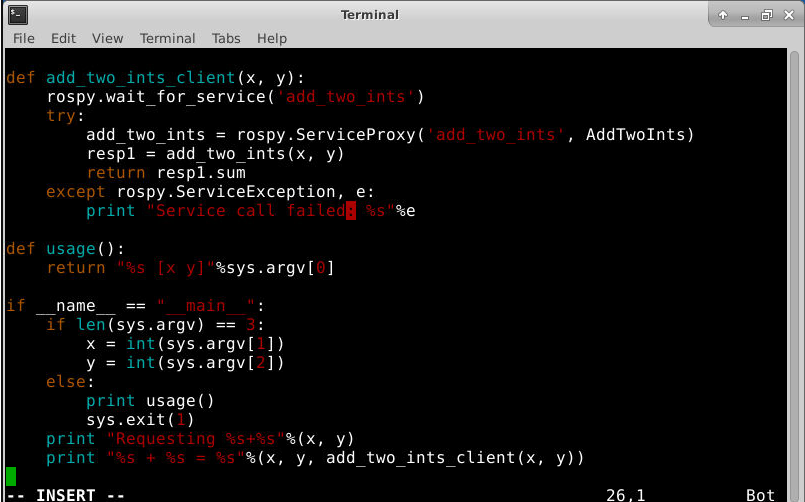 Terminal
File Edit View Terminal Tabs Help
def add_two_ints_client(x, y):
    rospy.wait_for_service('add_two_ints')
    try:
        add_two_ints = rospy.ServiceProxy('add_two_ints', AddTwoInts)
        resp1 = add_two_ints(x, y)
        return resp1.sum
    except rospy.ServiceException, e:
        print "Service call failed: %s"%e
def usage():
    return "%s [x y]"%sys.argv[0]
if __name__ == "__main__":
    if len(sys.argv) == 3:
        x = int(sys.argv[1])
        y = int(sys.argv[2])
    else:
        print usage()
        sys.exit(1)
    print "Requesting %s+%s"%(x, y)
    print "%s + %s = %s"%(x, y, add_two_ints_client(x, y))
-- INSERT -- 26,1 Bot